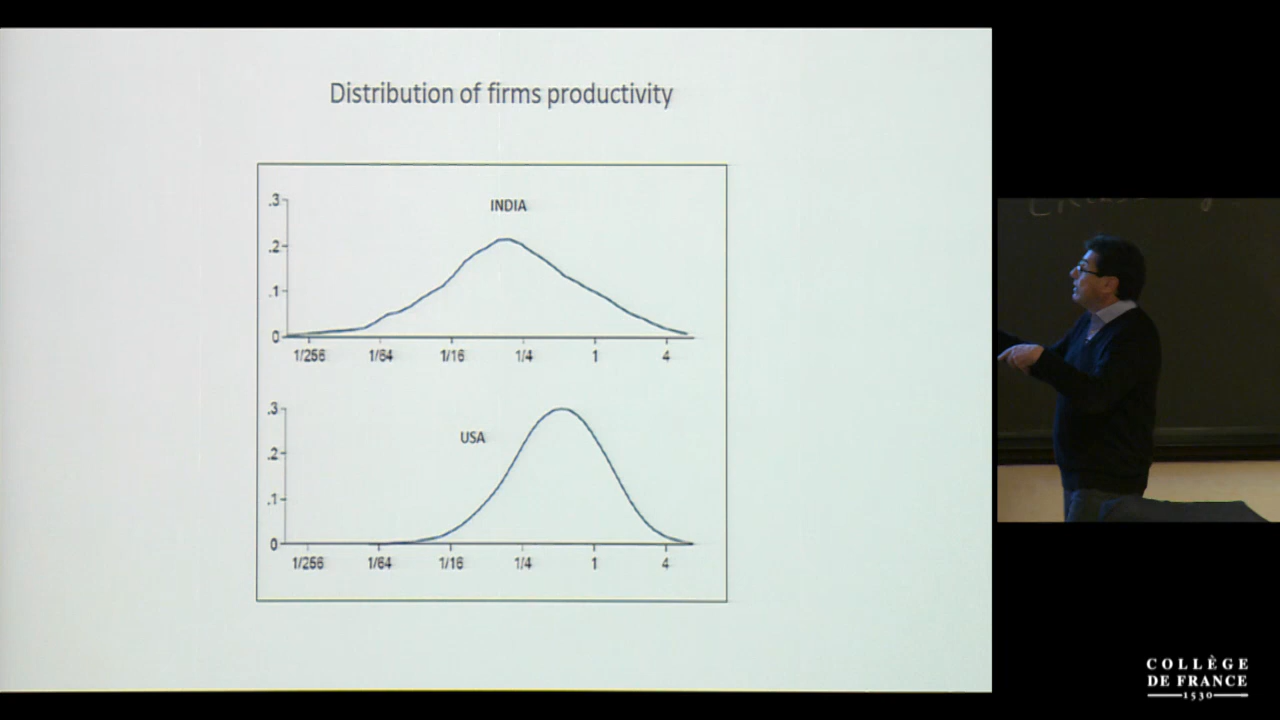 Distribution of firms productivity
INDIA
.3
.2
.1
0
1/256 1/64 1/16 1/4 1 4
USA
.3
.2
.1
0
1/256 1/64 1/16 1/4 1 4
COLLÈGE
DE FRANCE
1530